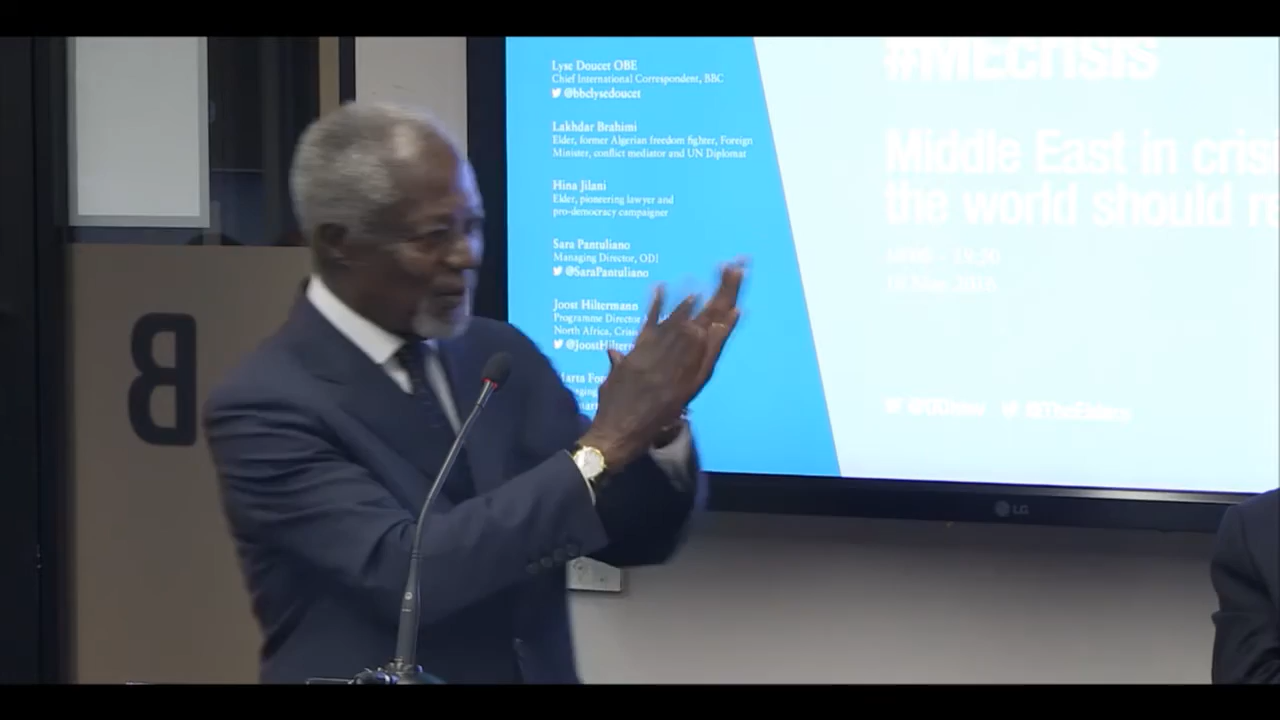 Lyse Doucet OBE
Chief International Correspondent, BBC
@bbclysedoucet
Lakhdar Brahimi
Elder, former Algerian freedom fighter, Foreign
Minister, conflict mediator and UN Diplomat
Hina Jilani
Elder, pioneering lawyer and
pro-democracy campaigner
Sara Pantuliano
Managing Director, ODI
@SaraPantuliano
Joost Hiltermann
Programme Director
North Africa,
#MEcrisis
Middle East in
the world should
@TheElders
LG
B